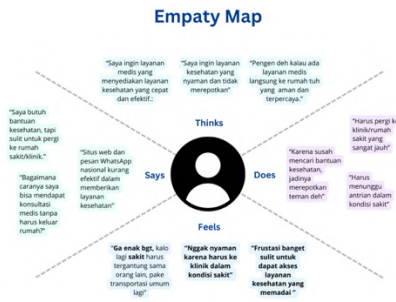 Empaty Map
"Saya ingin layanan
medis yang
menyediakan layanan
kesehatan yang cepat
dan efektif.:
"Saya ingin layanan
kesehatan yang
nyaman dan tidak
merepotkan"
"Pengen deh kalau ada
layanan medis
langsung ke rumah tuh
yang aman dan
terpercaya."
Thinks
"Saya butuh
bantuan
kesehatan, tapi
sulit untuk pergi
ke rumah
sakit/klinik."
"Bagaimana
caranya saya
bisa mendapat
konsultasi
medis tanpa
harus keluar
rumah?"
"Situs web dan
pesan WhatsApp
nasional kurang
efektif dalam
memberikan
layanan
kesehatan"
Says
Does
"Karena susah
mencari bantuan
kesehatan,
jadinya
merepotkan
teman deh"
"Harus pergi ke
klinik/rumah
sakit yang
sangat jauh"
"Harus
menunggu
antrian dalam
kondisi sakit"
Feels
"Ga enak bgt, kalo
lagi sakit harus
tergantung sama
orang lain, pake
transportasi umum
lagi"
"Nggak nyaman
karena harus ke
klinik dalam
kondisi sakit"
"Frustasi banget
sulit untuk
dapat akses
layanan
kesehatan yang
memadai "